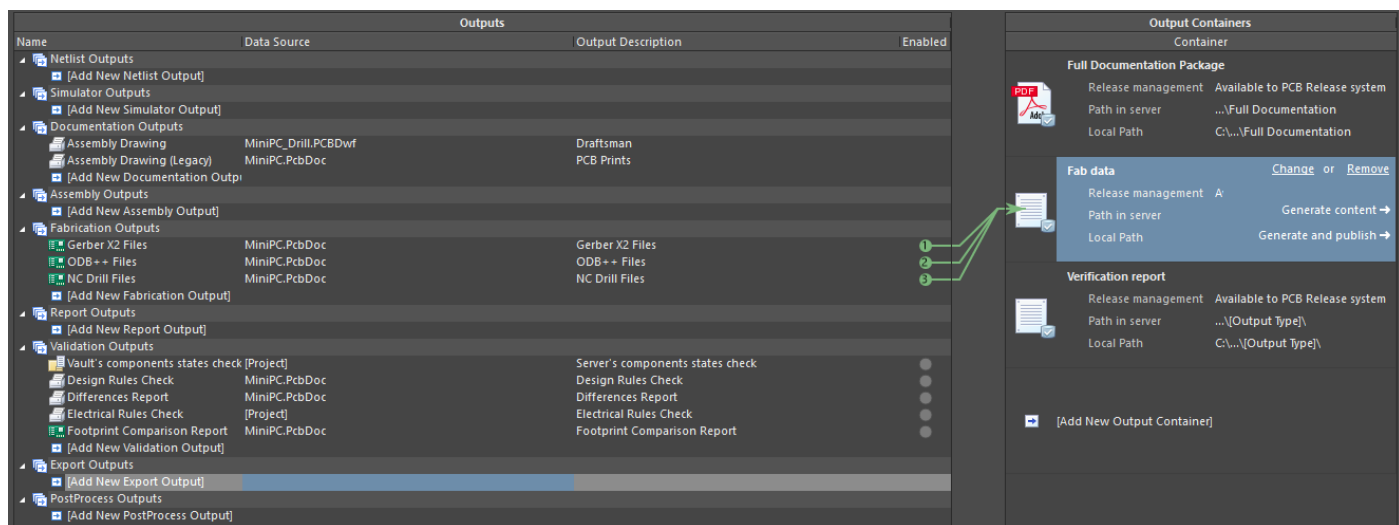 Outputs
Name Data Source Output Description Enabled
Netlist Outputs
[Add New Netlist Output]
Simulator Outputs
[Add New Simulator Output]
Documentation Outputs
Assembly Drawing MiniPC_Drill.PCBDwf Draftsman
Assembly Drawing (Legacy) MiniPC.PcbDoc PCB Prints
[Add New Documentation Outpu
Assembly Outputs
[Add New Assembly Output]
Fabrication Outputs
Gerber X2 Files MiniPC.PcbDoc Gerber X2 Files 1
ODB++ Files MiniPC.PcbDoc ODB++ Files 2
NC Drill Files MiniPC.PcbDoc NC Drill Files 3
[Add New Fabrication Output]
Report Outputs
[Add New Report Output]
Validation Outputs
Vault's components states check [Project] Server's components states check
Design Rules Check MiniPC.PcbDoc Design Rules Check
Differences Report MiniPC.PcbDoc Differences Report
Electrical Rules Check [Project] Electrical Rules Check
Footprint Comparison Report MiniPC.PcbDoc Footprint Comparison Report
[Add New Validation Output]
Export Outputs
[Add New Export Output]
PostProcess Outputs
[Add New PostProcess Output]
Output Containers
Container
Full Documentation Package
PDF
Adob
Release management Available to PCB Release system
Path in server ...\Full Documentation
Local Path C:\...\Full Documentation
Fab data Change or Remove
Release management A
Path in server Generate content
Local Path Generate and publish
Verification report
Release management Available to PCB Release system
Path in server ...\[Output Type]\
Local Path C:\...\[Output Type]\
[Add New Output Container]